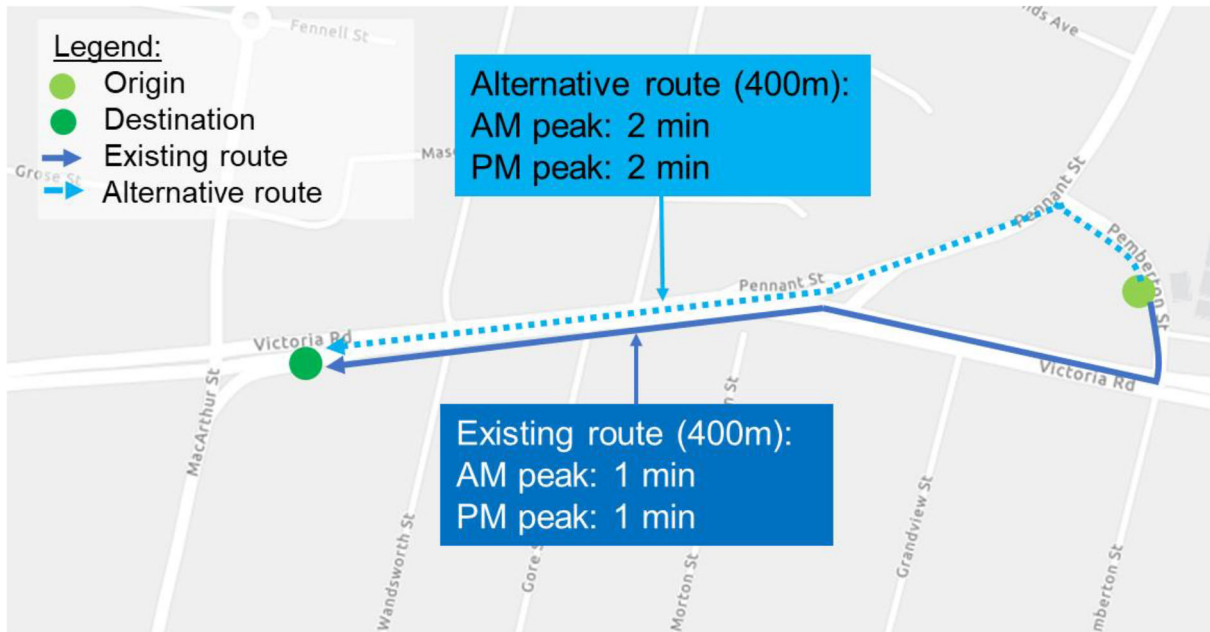 Legend:
Origin
Destination
Existing route
Alternative route
Fennell St
Grose St
Alternative route (400m):
AM peak: 2 min
PM peak: 2 min
Pennant St
Pemberton St
Pennant St
Victoria Rd
Victoria Rd
MacArthur St
Existing route (400m):
AM peak: 1 min
PM peak: 1 min
Wandsworth St
Morton St
Grandview St